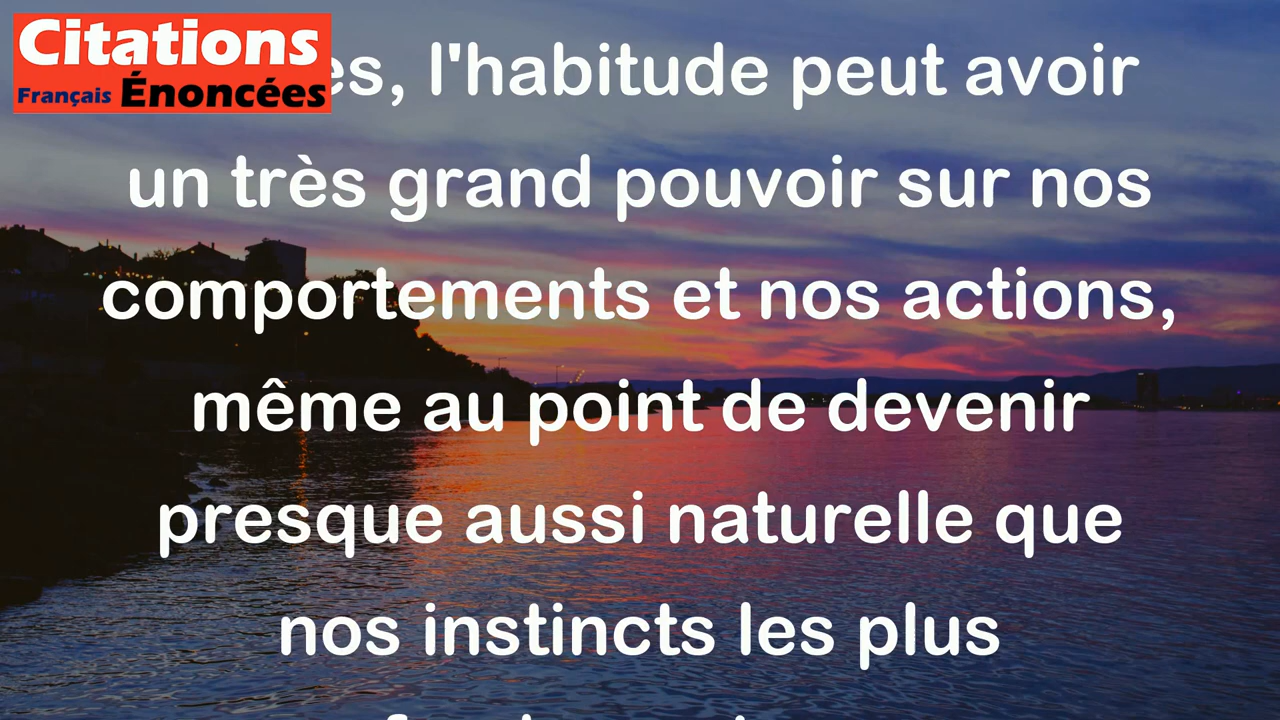 Citations
Français Énoncées
l'habitude peut avoir
un très grand pouvoir sur nos
comportements et nos actions,
même au point de devenir
presque aussi naturelle que
nos instincts les plus